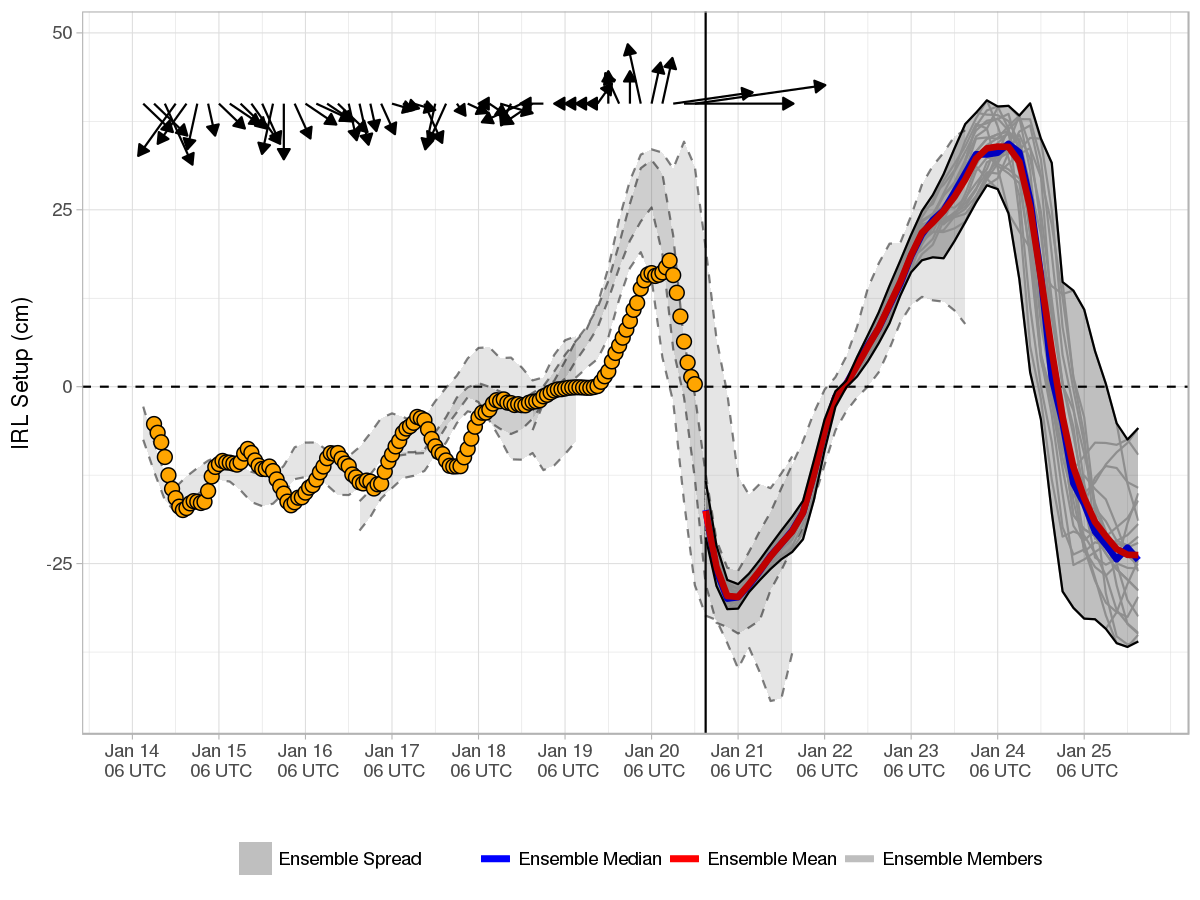 50
25
0
-25
IRL Setup (cm)
Jan 14 Jan 15 Jan 16 Jan 17 Jan 18 Jan 19 Jan 20 Jan 21 Jan 22 Jan 23 Jan 24 Jan 25
06 UTC 06 UTC 06 UTC 06 UTC 06 UTC 06 UTC 06 UTC 06 UTC 06 UTC 06 UTC 06 UTC 06 UTC
Ensemble Spread Ensemble Median Ensemble Mean Ensemble Members